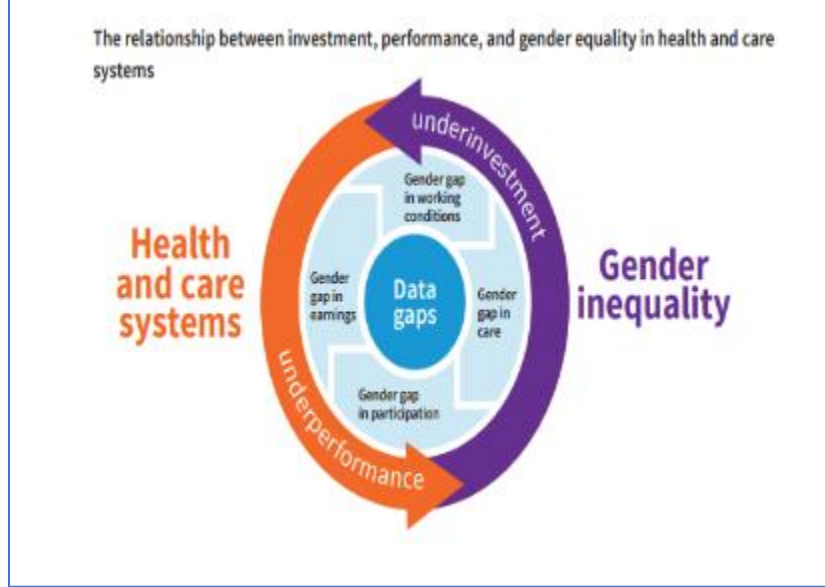 The relationship between investment, performance, and gender equality in health and care
systems
underinvestment
Gender gap
in working
conditions
Health
and care
systems
Gender
gap in
earnings
Data
gaps
Gender
gap in
care
Gender
inequality
Gender gap
in participation
underperformance